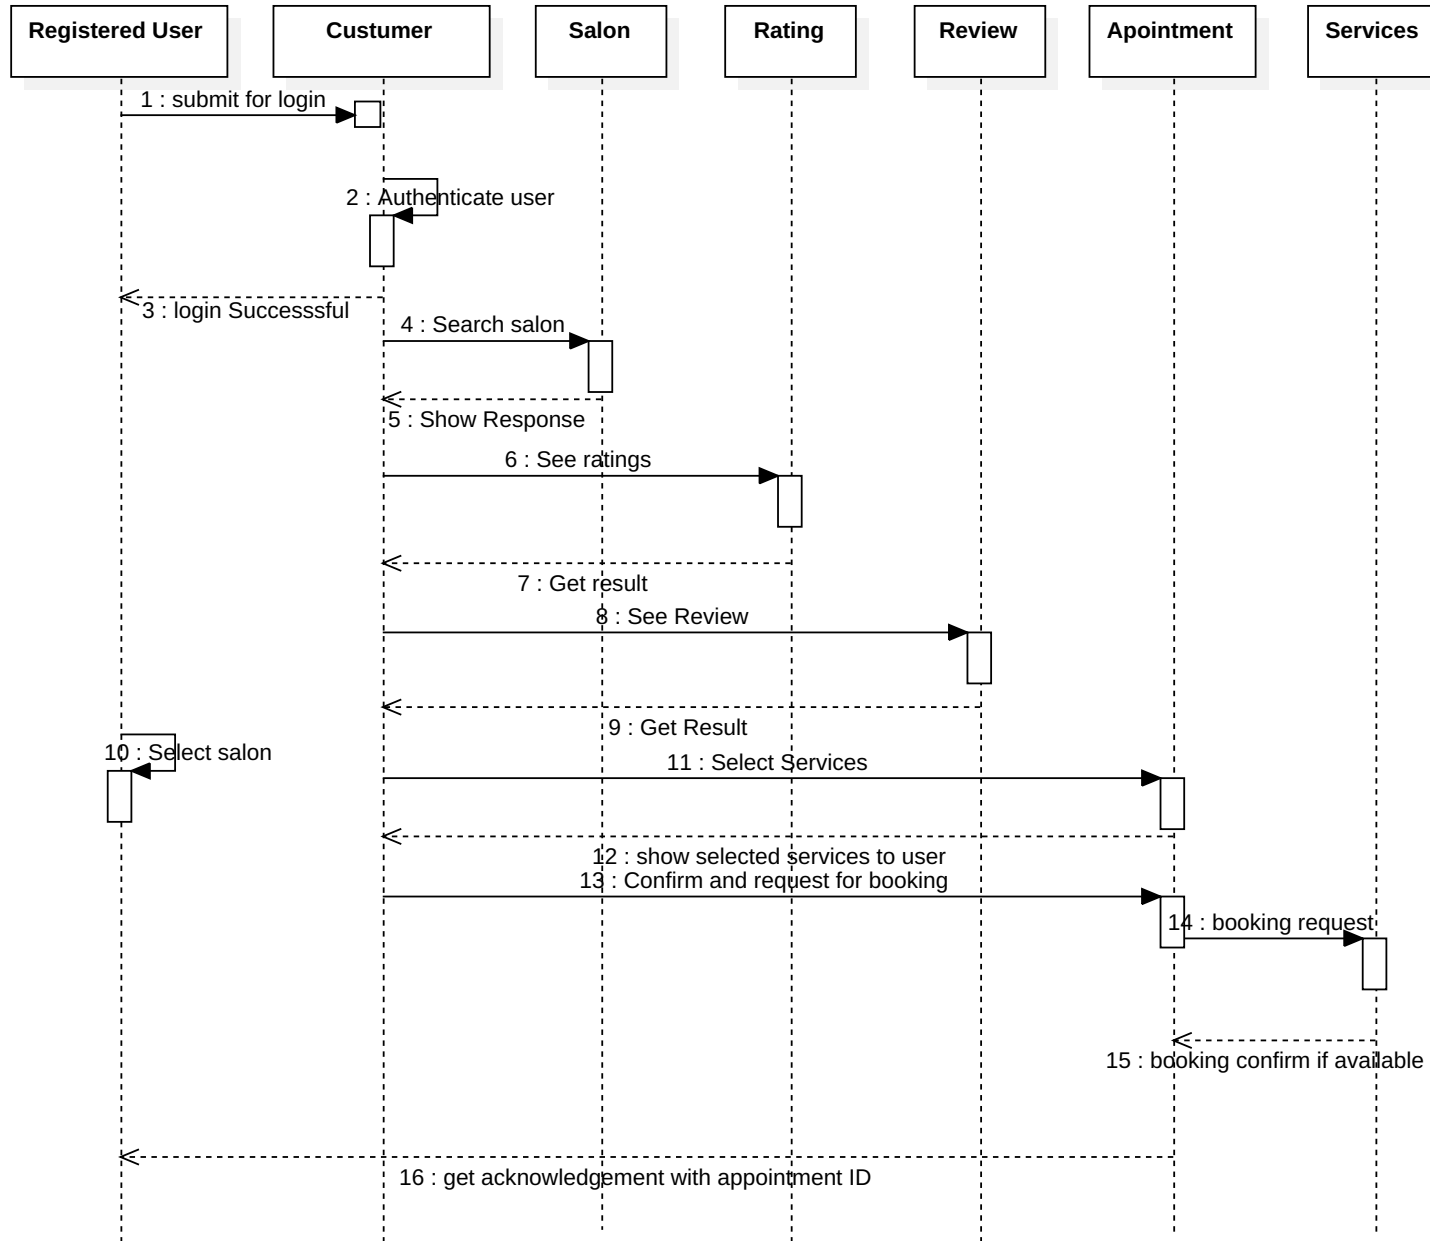 Registered User
Custumer
Salon
Rating
Review
Apointment
Services
1 : submit for login
2 : Authenticate user
3 : login Successsful
4 : Search salon
5 : Show Response
6 : See ratings
7 : Get result
8 : See Review
9 : Get Result
10 : Select salon
11 : Select Services
12 : show selected services to user
13 : Confirm and request for booking
14 : booking request
15 : booking confirm if available
16 : get acknowledgement with appointment ID